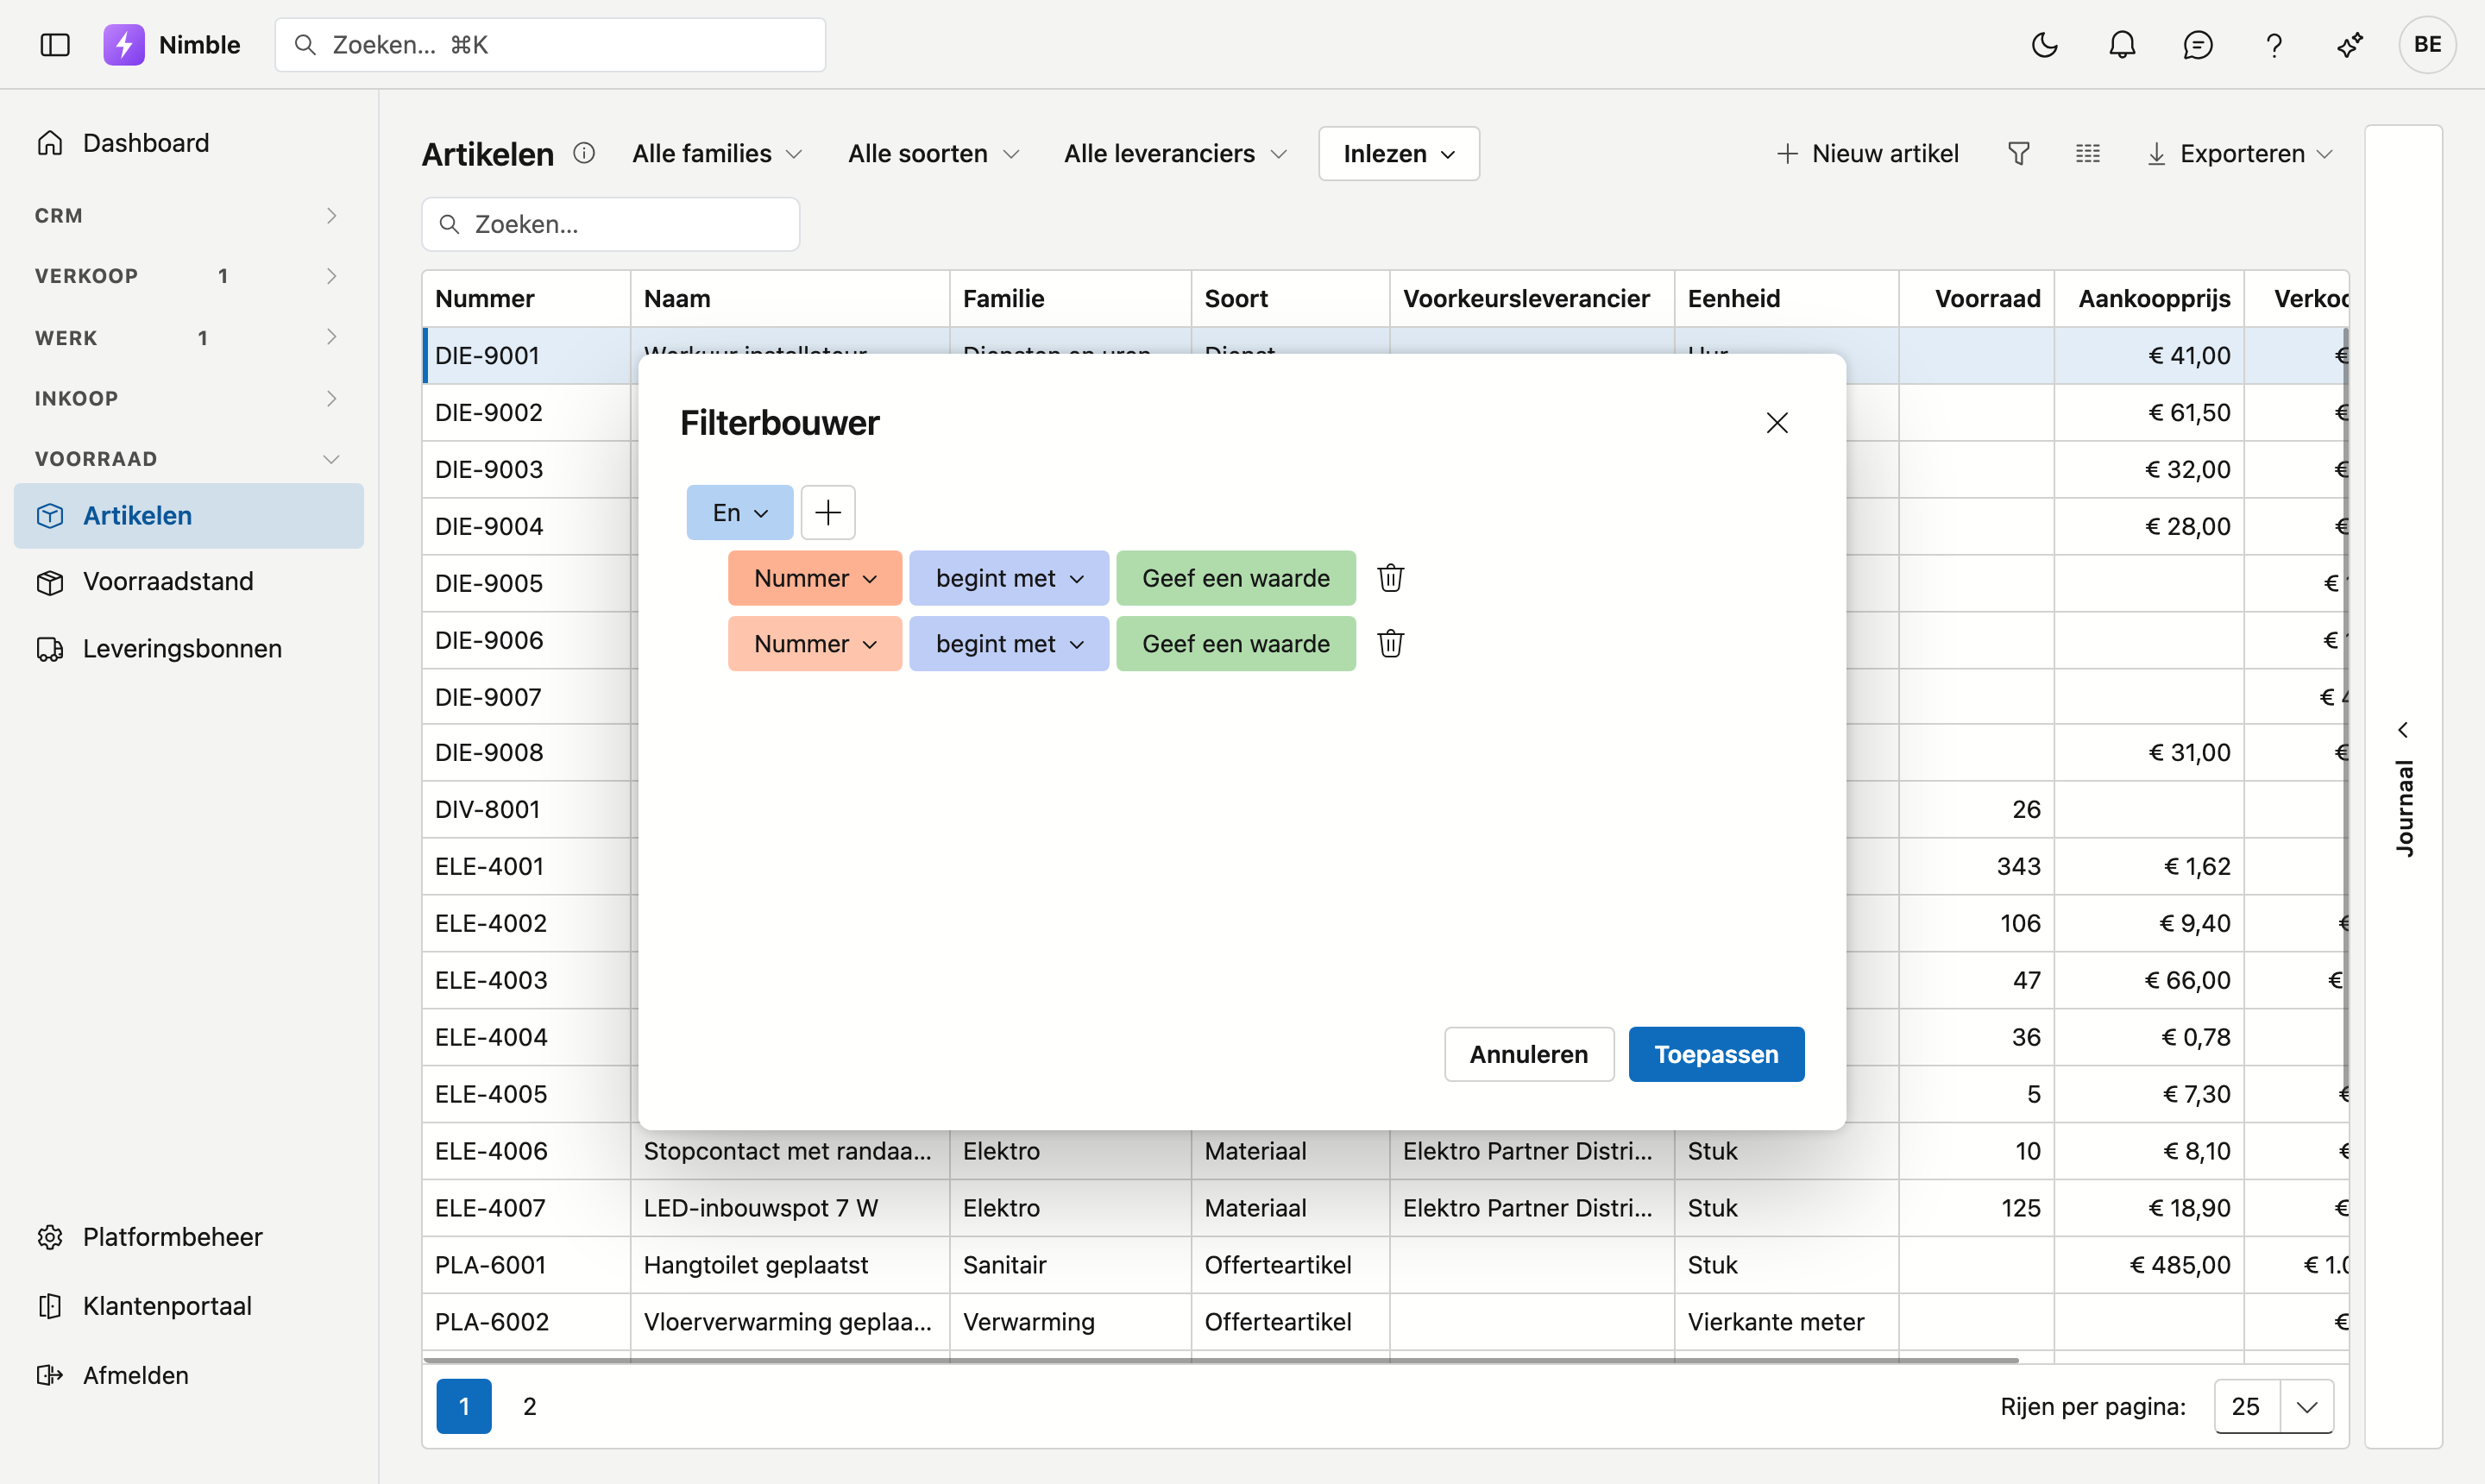 Nimble
Zoeken... ⌘K
BE
Dashboard
CRM
VERKOOP 1
WERK 1
INKOOP
VOORRAAD
Artikelen
Voorraadstand
Leveringsbonnen
Platformbeheer
Klantenportaal
Afmelden
Artikelen Alle families Alle soorten Alle leveranciers Inlezen Nieuw artikel Exporteren
Zoeken...
Nummer Naam Familie Soort Voorkeursleverancier Eenheid Voorraad Aankoopprijs
DIE-9001 Werkuur installateur Diensten en uren Dienst Uur € 41,00 €
DIE-9002 € 61,50 €
DIE-9003 € 32,00 €
DIE-9004 € 28,00 €
DIE-9005 €
DIE-9006 €
DIE-9007 €
DIE-9008 € 31,00 €
DIV-8001 26
ELE-4001 343 € 1,62
ELE-4002 106 € 9,40 €
ELE-4003 47 € 66,00 €
ELE-4004 36 € 0,78
ELE-4005 5 € 7,30 €
ELE-4006 Stopcontact met randaa... Elektro Materiaal Elektro Partner Distri... Stuk 10 € 8,10 €
ELE-4007 LED-inbouwspot 7 W Elektro Materiaal Elektro Partner Distri... Stuk 125 € 18,90 €
PLA-6001 Hangtoilet geplaatst Sanitair Offerteartikel Stuk € 485,00 €
PLA-6002 Vloerverwarming geplaa... Verwarming Offerteartikel Vierkante meter €
Filterbouwer
En
Nummer begint met Geef een waarde
Nummer begint met Geef een waarde
Annuleren Toepassen
1 2 Rijen per pagina: 25
Journaal